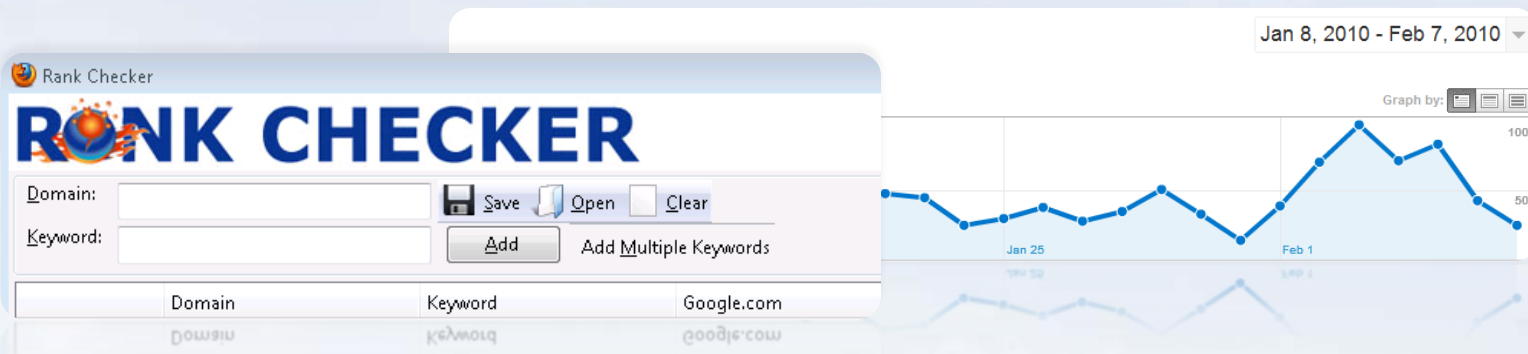 Jan 8, 2010 - Feb 7, 2010
Rank Checker
RANK CHECKER
Graph by:
100
Domain:
Save Open Clear
50
Keyword:
Add Add Multiple Keywords
Jan 25 Feb 1
Domain Keyword Google.com